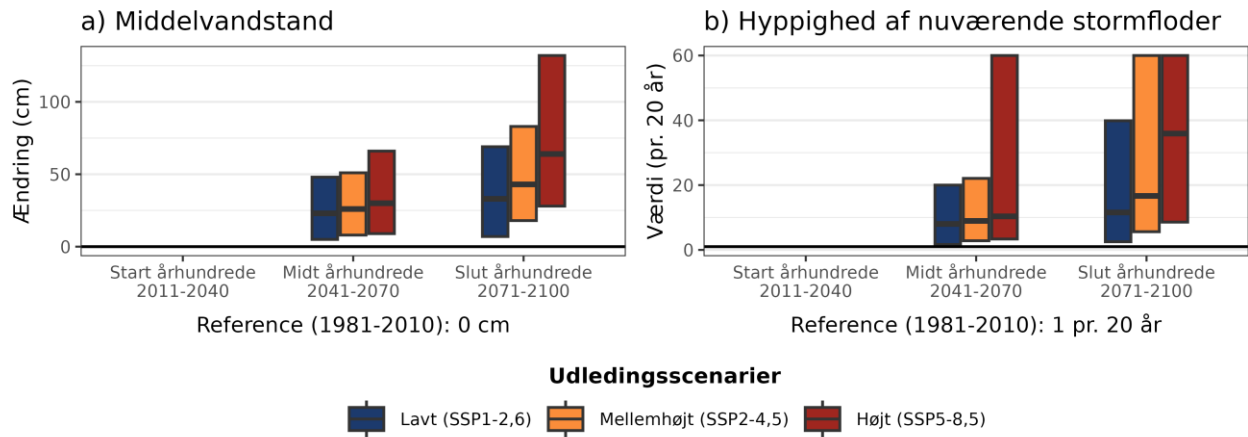 a) Middelvandstand
Ændring (cm)
100
50
0
Start århundrede
2011-2040
Midt århundrede
2041-2070
Slut århundrede
2071-2100
Reference (1981-2010): 0 cm
b) Hyppighed af nuværende stormfloder
Værdi (pr. 20 år)
60
40
20
0
Start århundrede
2011-2040
Midt århundrede
2041-2070
Slut århundrede
2071-2100
Reference (1981-2010): 1 pr. 20 år
Udledingsscenarier
Lavt (SSP1-2,6)
Mellemhøjt (SSP2-4,5)
Højt (SSP5-8,5)